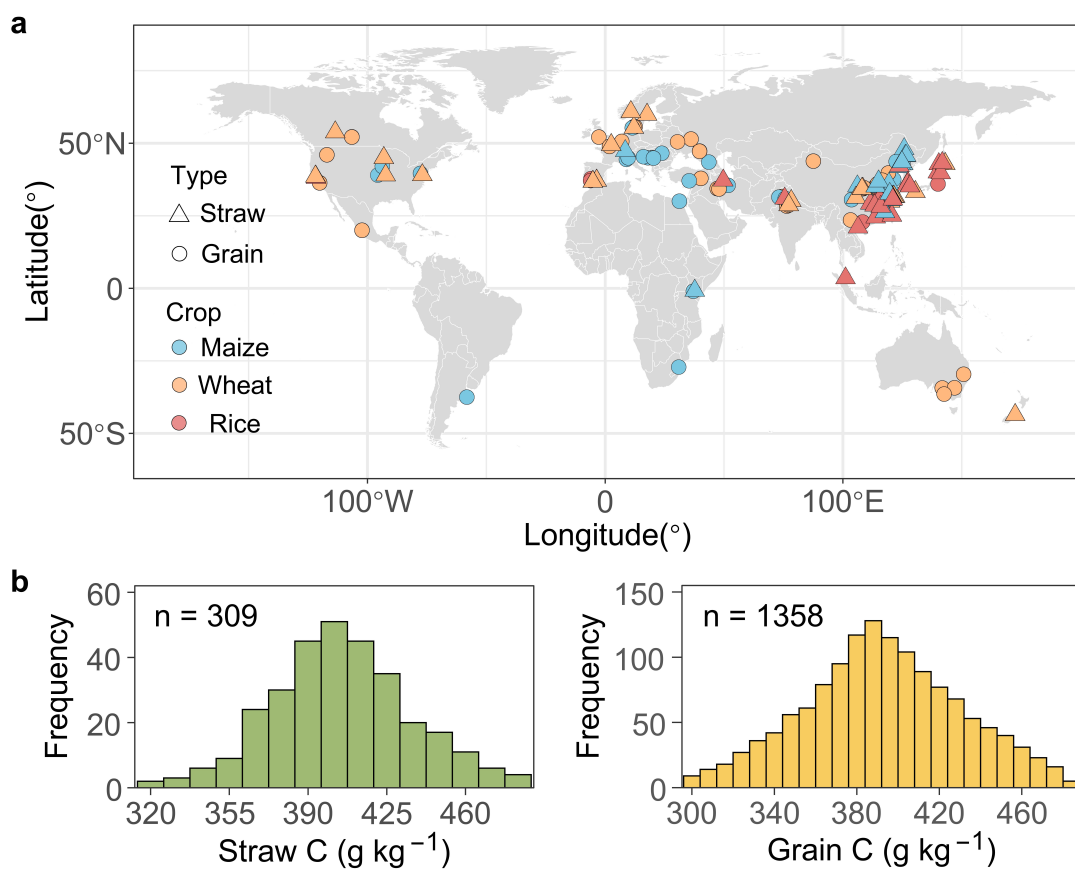 a
50°N
0
50°S
Latitude(°)
Type
Straw
Grain
Crop
Maize
Wheat
Rice
100°W 0 100°E
Longitude(°)
b
60
40
20
0
Frequency
n = 309
320 355 390 425 460
Straw C (g kg⁻¹)
150
100
50
0
Frequency
n = 1358
300 340 380 420 460
Grain C (g kg⁻¹)